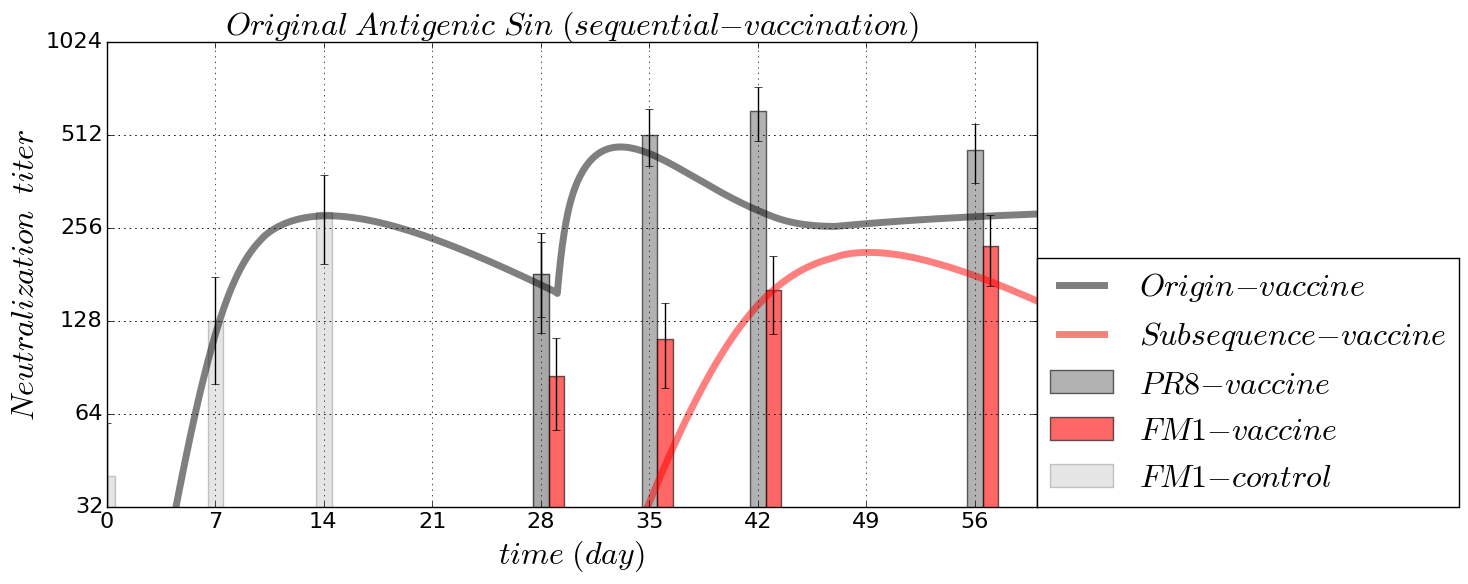 Original Antigenic Sin (sequential−vaccination)
Neutralization titer
1024
512
256
128
64
32
0 7 14 21 28 35 42 49 56
time (day)
Origin−vaccine
Subsequence−vaccine
PR8−vaccine
FM1−vaccine
FM1−control